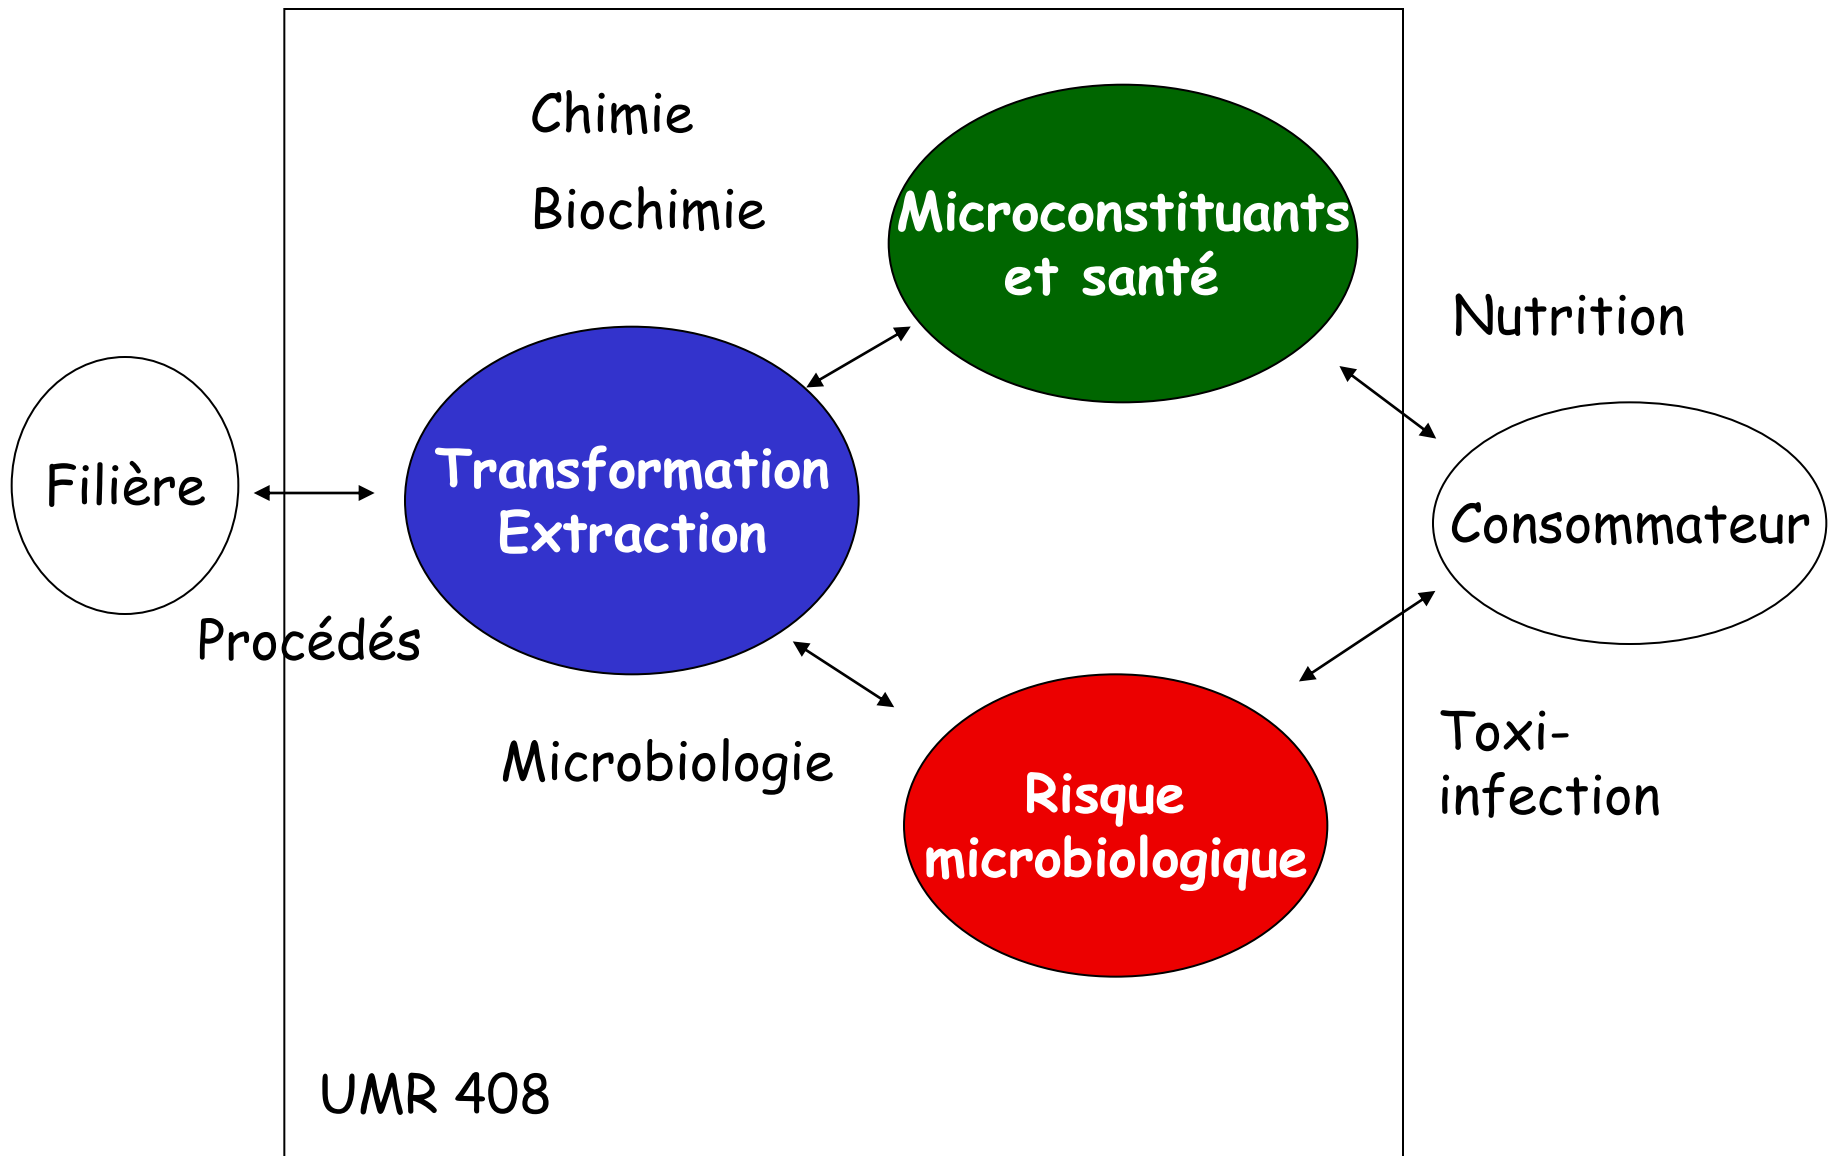 Chimie
Biochimie
Microconstituants
et santé
Nutrition
Filière
Transformation
Extraction
Consommateur
Procédés
Microbiologie
Toxi-
infection
Risque
microbiologique
UMR 408